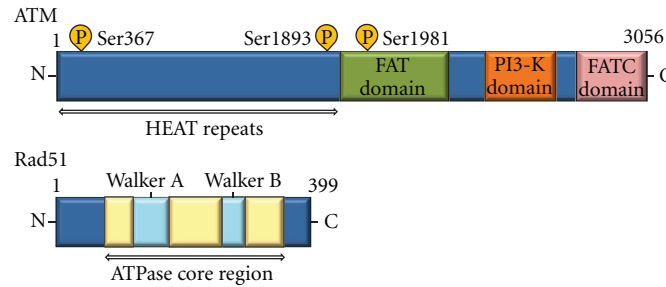 ATM
1
3056
P Ser367
Ser1893 P
P Ser1981
N
FAT
domain
PI3-K
domain
FATC
domain
C
HEAT repeats
Rad51
1
Walker A
Walker B
399
N
C
ATPase core region